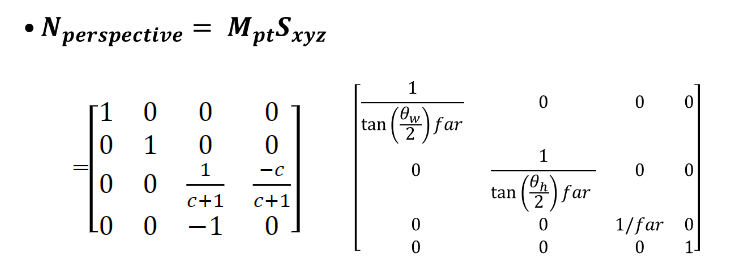 • N_perspective = M_pt S_xyz
= [1 0 0 0; 0 1 0 0; 0 0 1/(c+1) -c/(c+1); 0 0 -1 0] [1/(tan(θ_w/2) far) 0 0 0; 0 1/(tan(θ_h/2) far) 0 0; 0 0 1/far 0; 0 0 0 1]